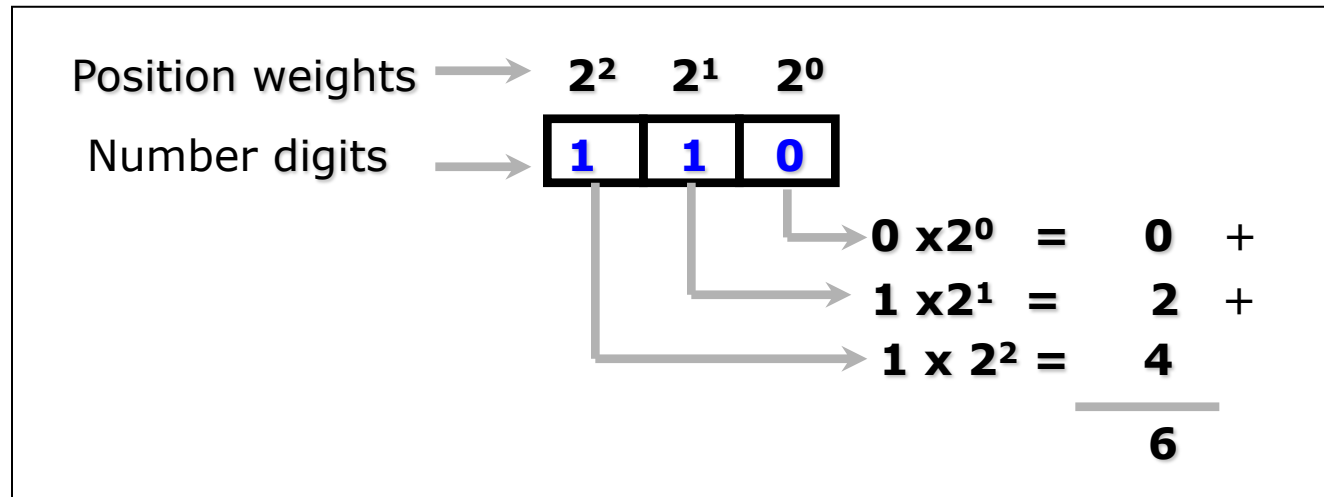 Position weights 2² 2¹ 2⁰
Number digits 1 1 0
0 x2⁰ = 0 +
1 x2¹ = 2 +
1 x 2² = 4
6